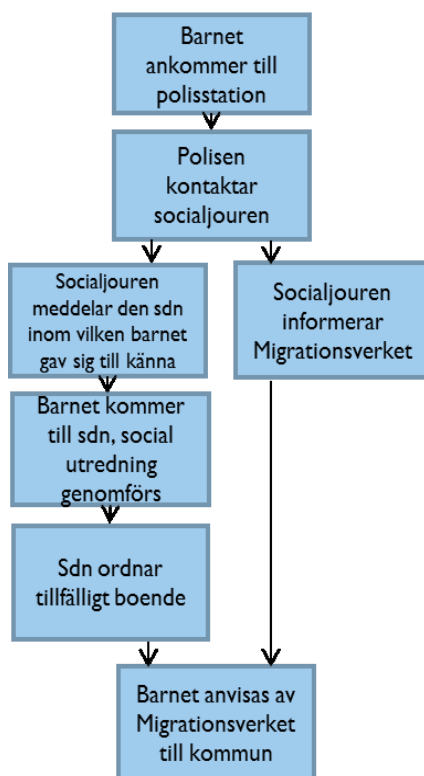 Barnet
ankommer till
polisstation
Polisen
kontaktar
socialjouren
Socialjouren
meddelar den sdn
inom vilken barnet
gav sig till känna
Socialjouren
informerar
Migrationsverket
Barnet kommer
till sdn, social
utredning
genomförs
Sdn ordnar
tillfälligt boende
Barnet anvisas av
Migrationsverket
till kommun